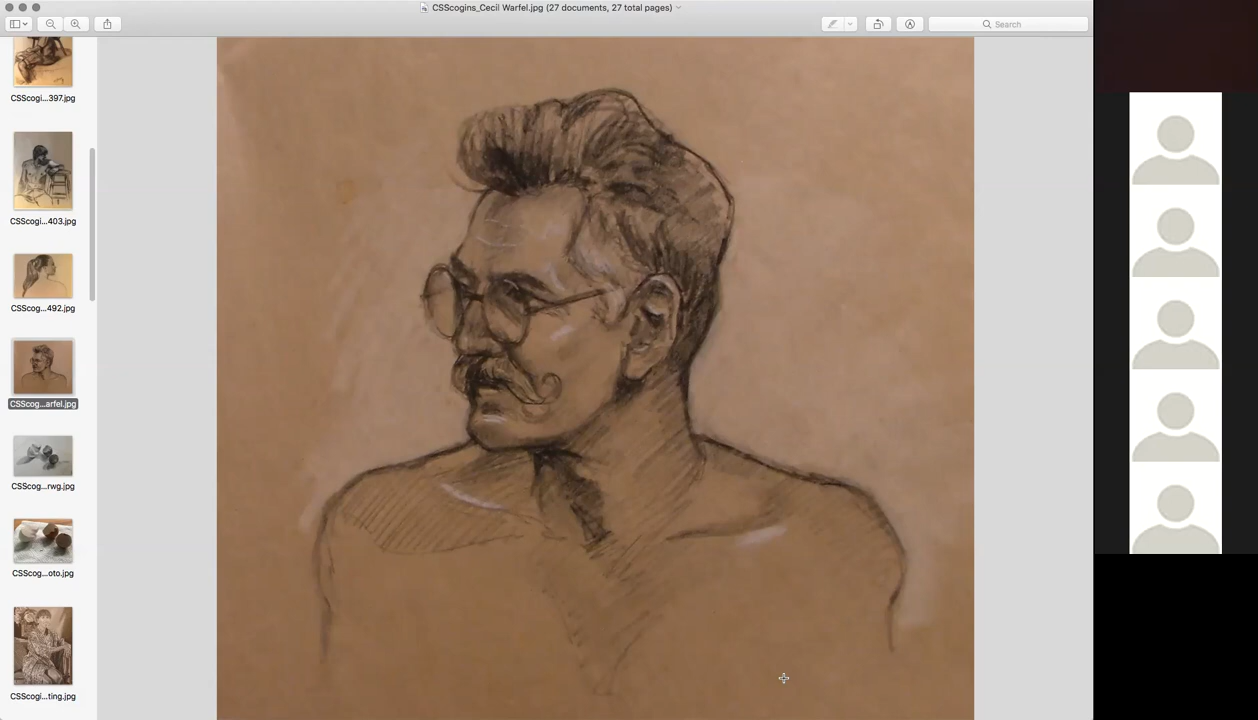 CSScogins_Cecil Warfel.jpg (27 documents, 27 total pages)
Search
CSScogi...397.jpg
CSScogi...403.jpg
CSScog...492.jpg
CSScog...arfel.jpg
CSScog...rwg.jpg
CSScog...oto.jpg
CSScogi...ting.jpg